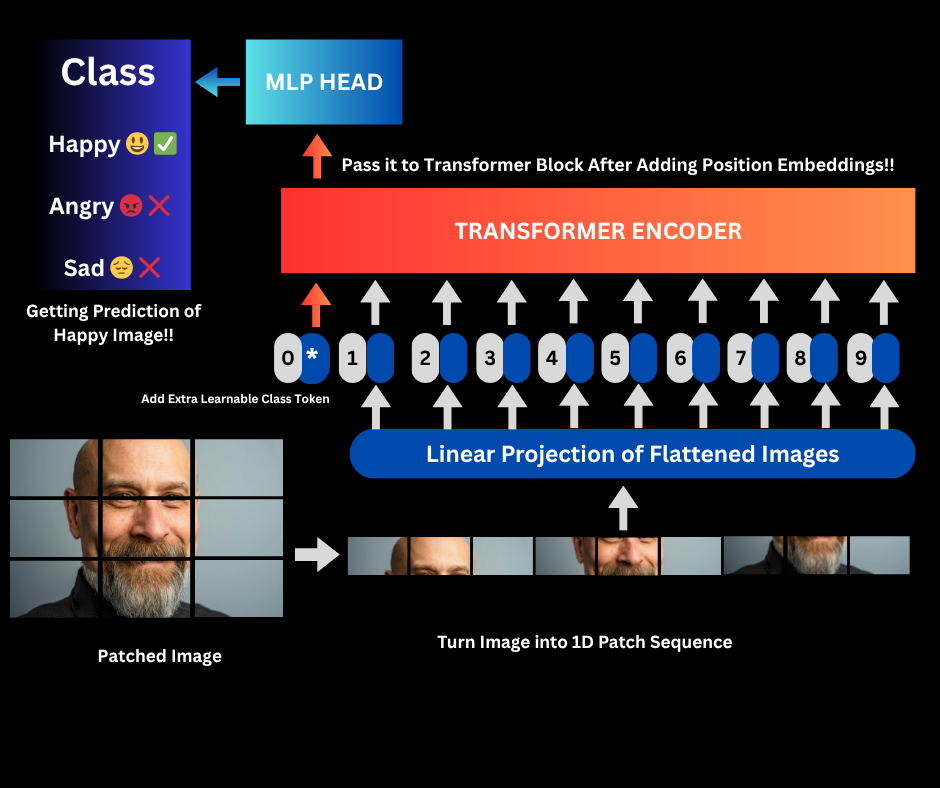 Class
MLP HEAD
Happy 😃 ✅
Angry 😡 ❌
Sad 😔 ❌
Getting Prediction of
Happy Image!!
Pass it to Transformer Block After Adding Position Embeddings!!
TRANSFORMER ENCODER
0 * 1 2 3 4 5 6 7 8 9
Add Extra Learnable Class Token
Linear Projection of Flattened Images
Patched Image
Turn Image into 1D Patch Sequence